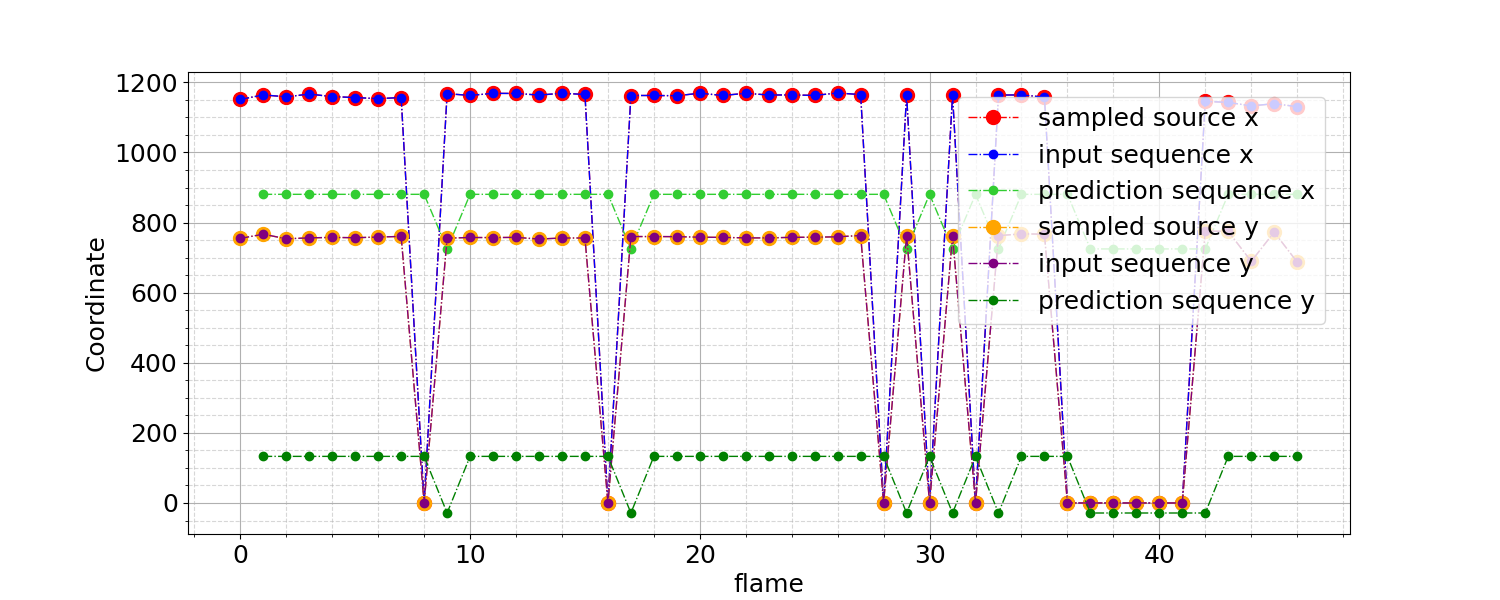 1200
1000
800
600
400
200
0
Coordinate
sampled source x
input sequence x
prediction sequence x
sampled source y
input sequence y
prediction sequence y
0 10 20 30 40
flame